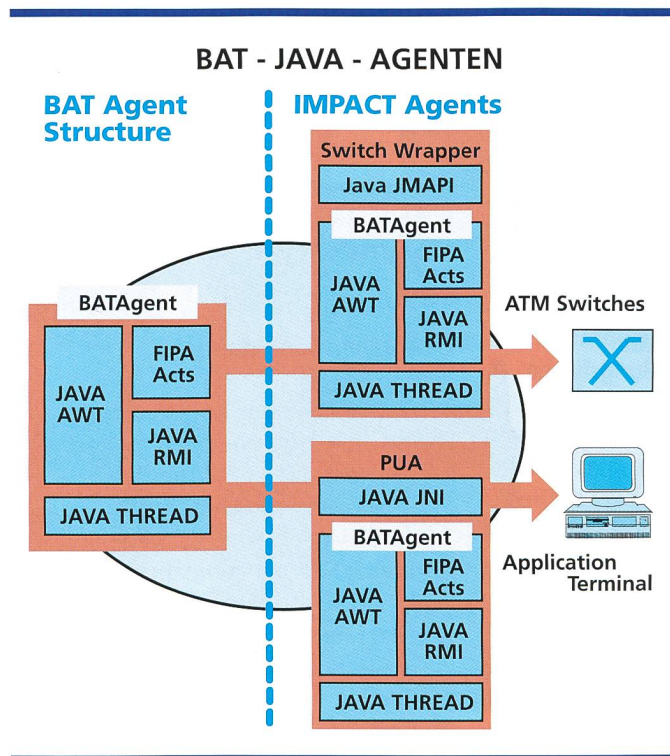 BAT - JAVA - AGENTEN
BAT Agent
Structure
IMPACT Agents
BATAgent
JAVA
AWT
FIPA
Acts
JAVA
RMI
JAVA THREAD
Switch Wrapper
Java JMAPI
BATAgent
JAVA
AWT
FIPA
Acts
JAVA
RMI
JAVA THREAD
ATM Switches
PUA
JAVA JNI
BATAgent
JAVA
AWT
FIPA
Acts
JAVA
RMI
JAVA THREAD
Application
Terminal